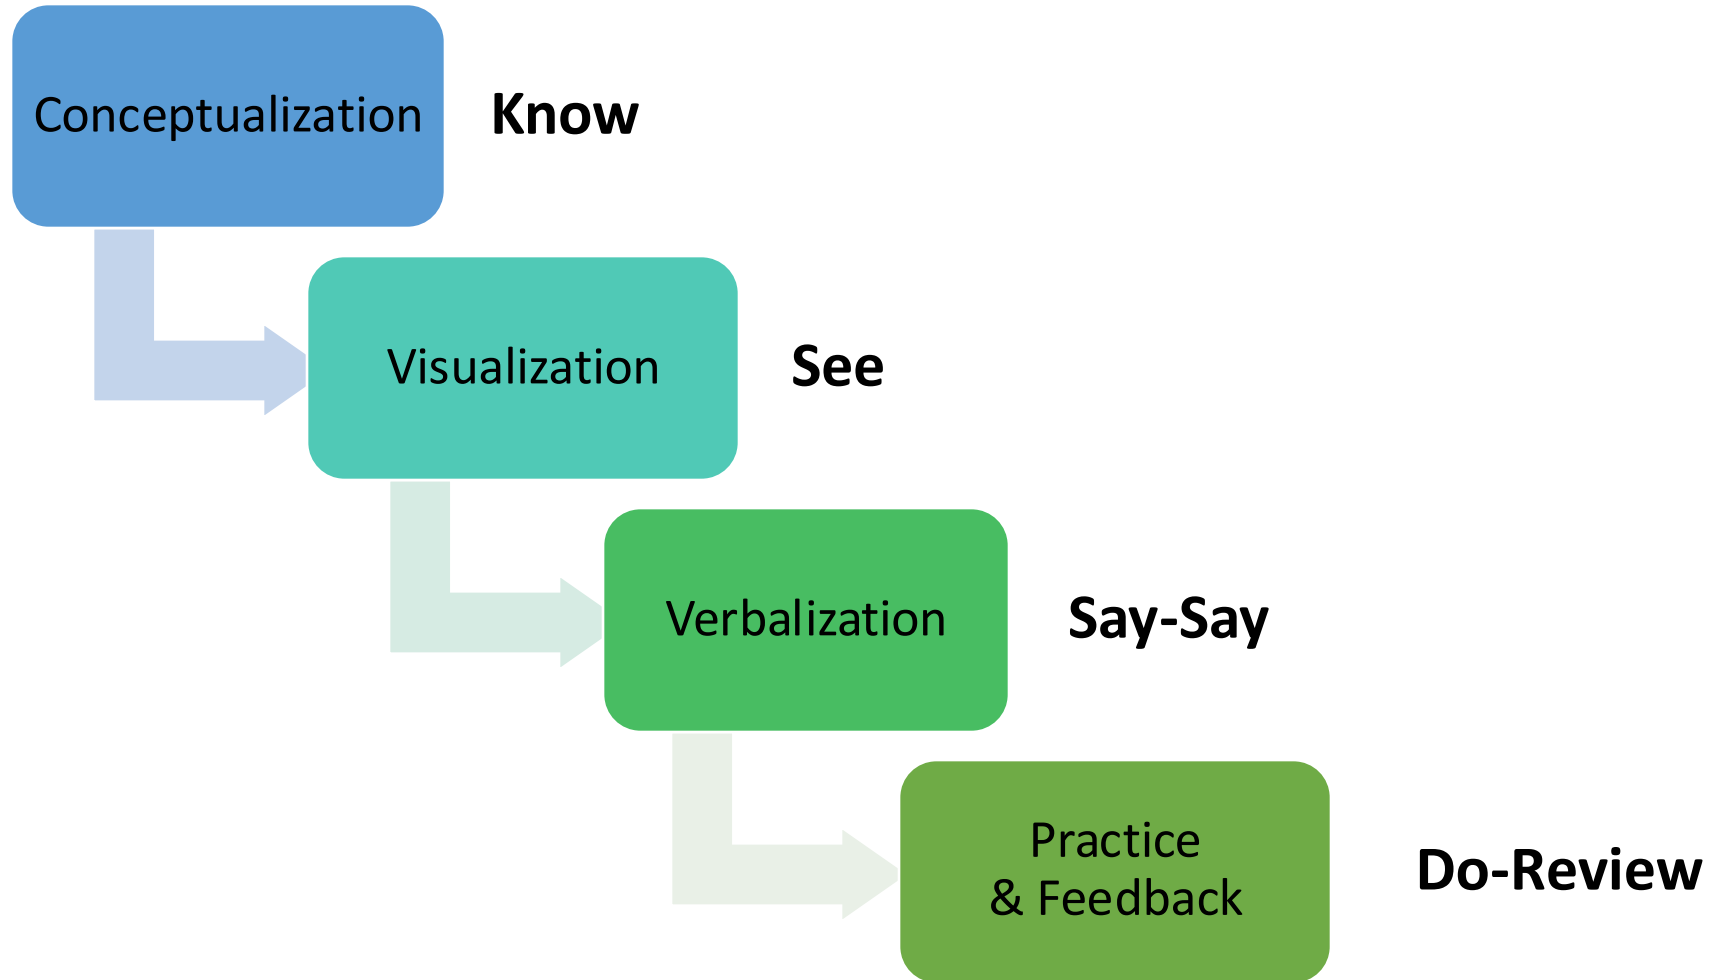 Conceptualization
Know
Visualization
See
Verbalization
Say-Say
Practice
& Feedback
Do-Review